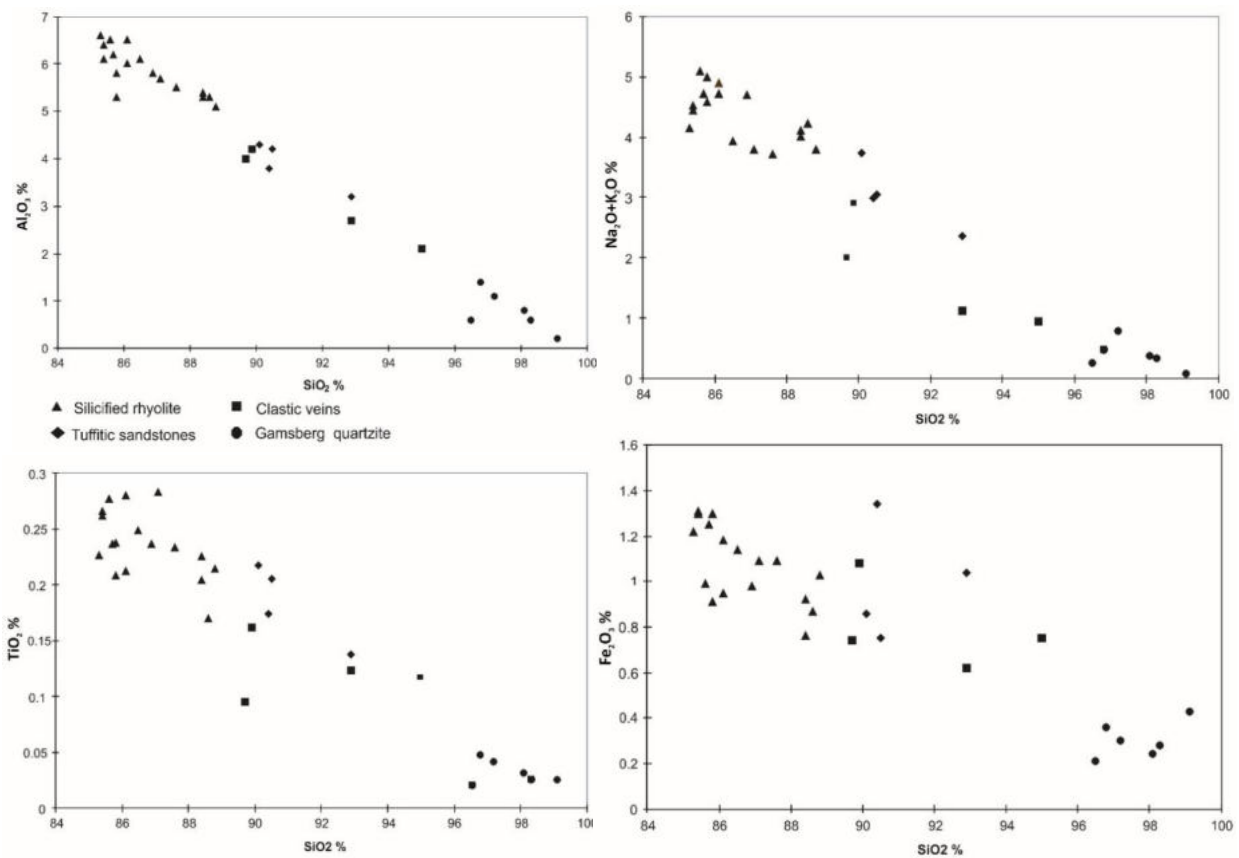 7
6
5
4
3
2
1
0
Al₂O₃ %
84 86 88 90 92 94 96 98 100
SiO₂ %
6
5
4
3
2
1
0
Na₂O+K₂O %
84 86 88 90 92 94 96 98 100
SiO2 %
▲ Silicified rhyolite ■ Clastic veins
◆ Tuffitic sandstones ● Gamsberg quartzite
0.3
0.25
0.2
0.15
0.1
0.05
0
TiO₂ %
84 86 88 90 92 94 96 98 100
SiO2 %
1.6
1.4
1.2
1
0.8
0.6
0.4
0.2
0
Fe₂O₃ %
84 86 88 90 92 94 96 98 100
SiO2 %